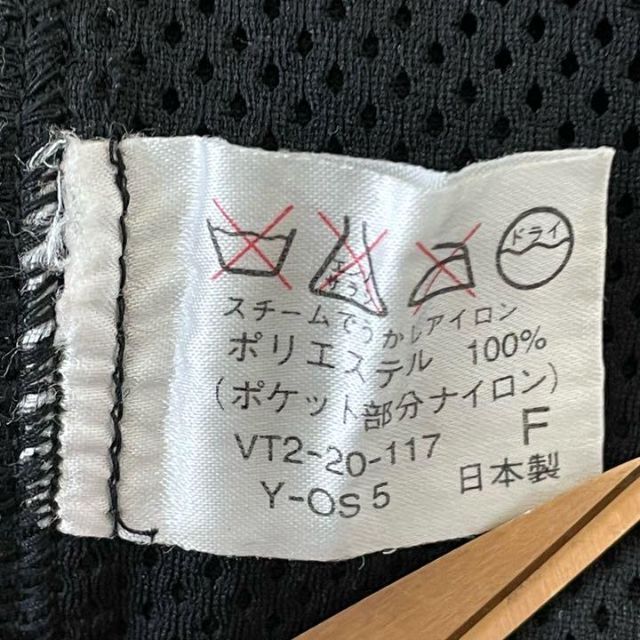 ドライ
スチームでうかしアイロン
ポリエステル 100%
(ポケット部分ナイロン)
VT2-20-117 F
Y-OS5 日本製